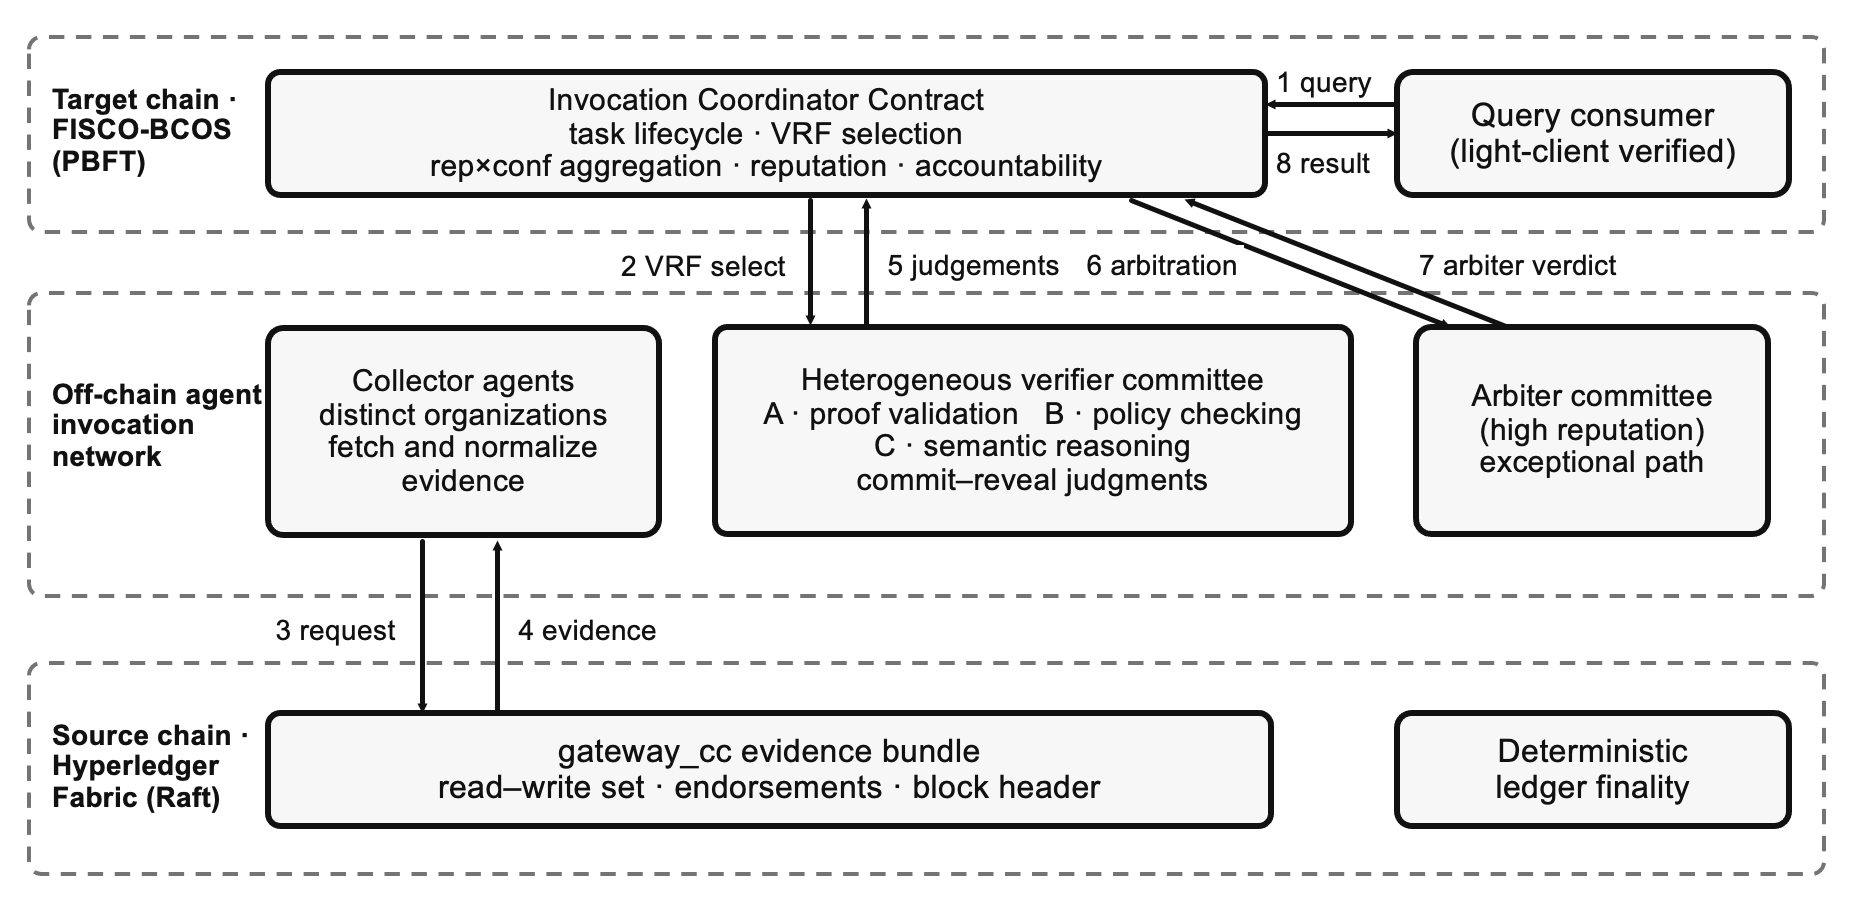 Target chain ·
FISCO-BCOS
(PBFT)
Invocation Coordinator Contract
task lifecycle · VRF selection
rep×conf aggregation · reputation · accountability
1 query
8 result
Query consumer
(light-client verified)
2 VRF select
5 judgements
6 arbitration
7 arbiter verdict
Off-chain agent
invocation
network
Collector agents
distinct organizations
fetch and normalize
evidence
Heterogeneous verifier committee
A · proof validation B · policy checking
C · semantic reasoning
commit–reveal judgments
Arbiter committee
(high reputation)
exceptional path
3 request
4 evidence
Source chain ·
Hyperledger
Fabric (Raft)
gateway_cc evidence bundle
read–write set · endorsements · block header
Deterministic
ledger finality